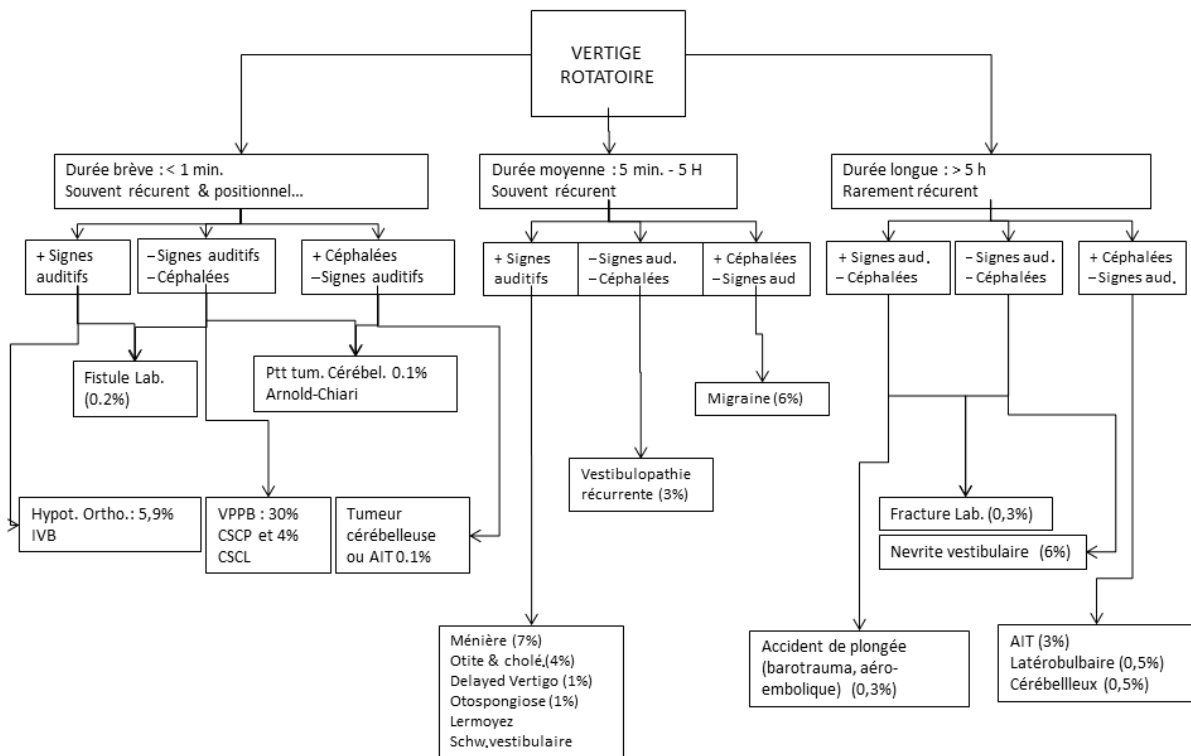 VERTIGE
ROTATOIRE
Durée brève : < 1 min.
Souvent récurent & positionnel...
Durée moyenne : 5 min. - 5 H
Souvent récurent
Durée longue : > 5 h
Rarement récurent
+ Signes
auditifs
– Signes auditifs
– Céphalées
+ Céphalées
– Signes auditifs
+ Signes
auditifs
– Signes aud.
– Céphalées
+ Céphalées
– Signes aud
+ Signes aud.
– Céphalées
– Signes aud.
– Céphalées
+ Céphalées
– Signes aud.
Fistule Lab.
(0.2%)
Ptt tum. Cérébel. 0.1%
Arnold-Chiari
Migraine (6%)
Vestibulopathie
récurrente (3%)
Hypot. Ortho. : 5,9%
IVB
VPPB : 30%
CSCP et 4%
CSCL
Tumeur
cérébelleuse
ou AIT 0.1%
Fracture Lab. (0,3%)
Nevrite vestibulaire (6%)
Ménière (7%)
Otite & cholé.(4%)
Delayed Vertigo (1%)
Otospongiose (1%)
Lermoyez
Schw.vestibulaire
Accident de plongée
(barotrauma, aéro-
embolique) (0,3%)
AIT (3%)
Latérobulbaire (0,5%)
Cérébellleux (0,5%)